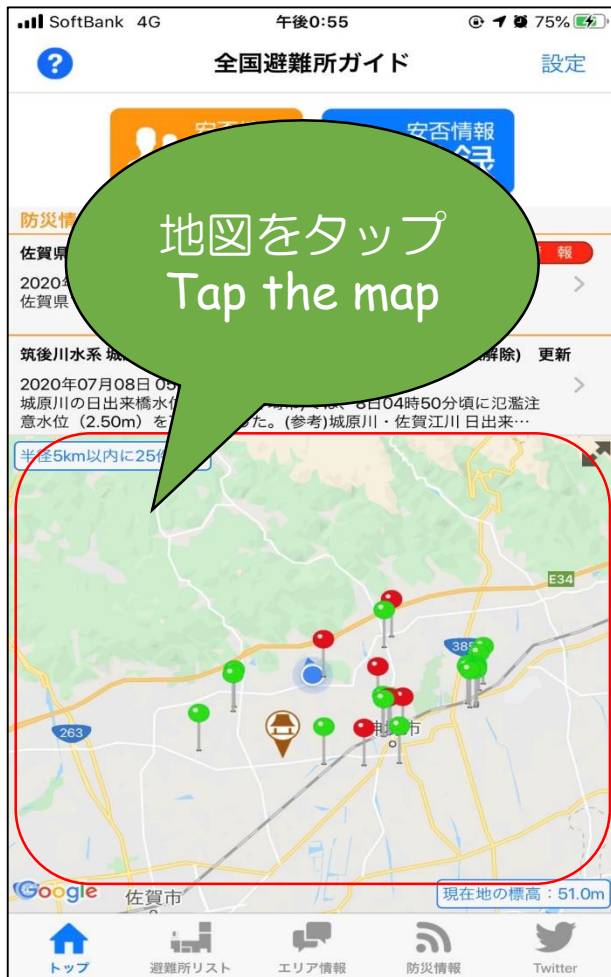 SoftBank 4G 午後0:55 75%
? 全国避難所ガイド 設定
安否情報
地図をタップ
Tap the map
防災情
佐賀県 報
2020年
佐賀県
筑後川水系 城 解除) 更新
2020年07月08日 05
城原川の日出来橋水 は、8日04時50分頃に氾濫注
意水位（2.50m）を た。(参考)城原川・佐賀江川 日出来…
半径5km以内に25件
E34
385
263
市
佐賀市
Google
現在地の標高：51.0m
トップ 避難所リスト エリア情報 防災情報 Twitter